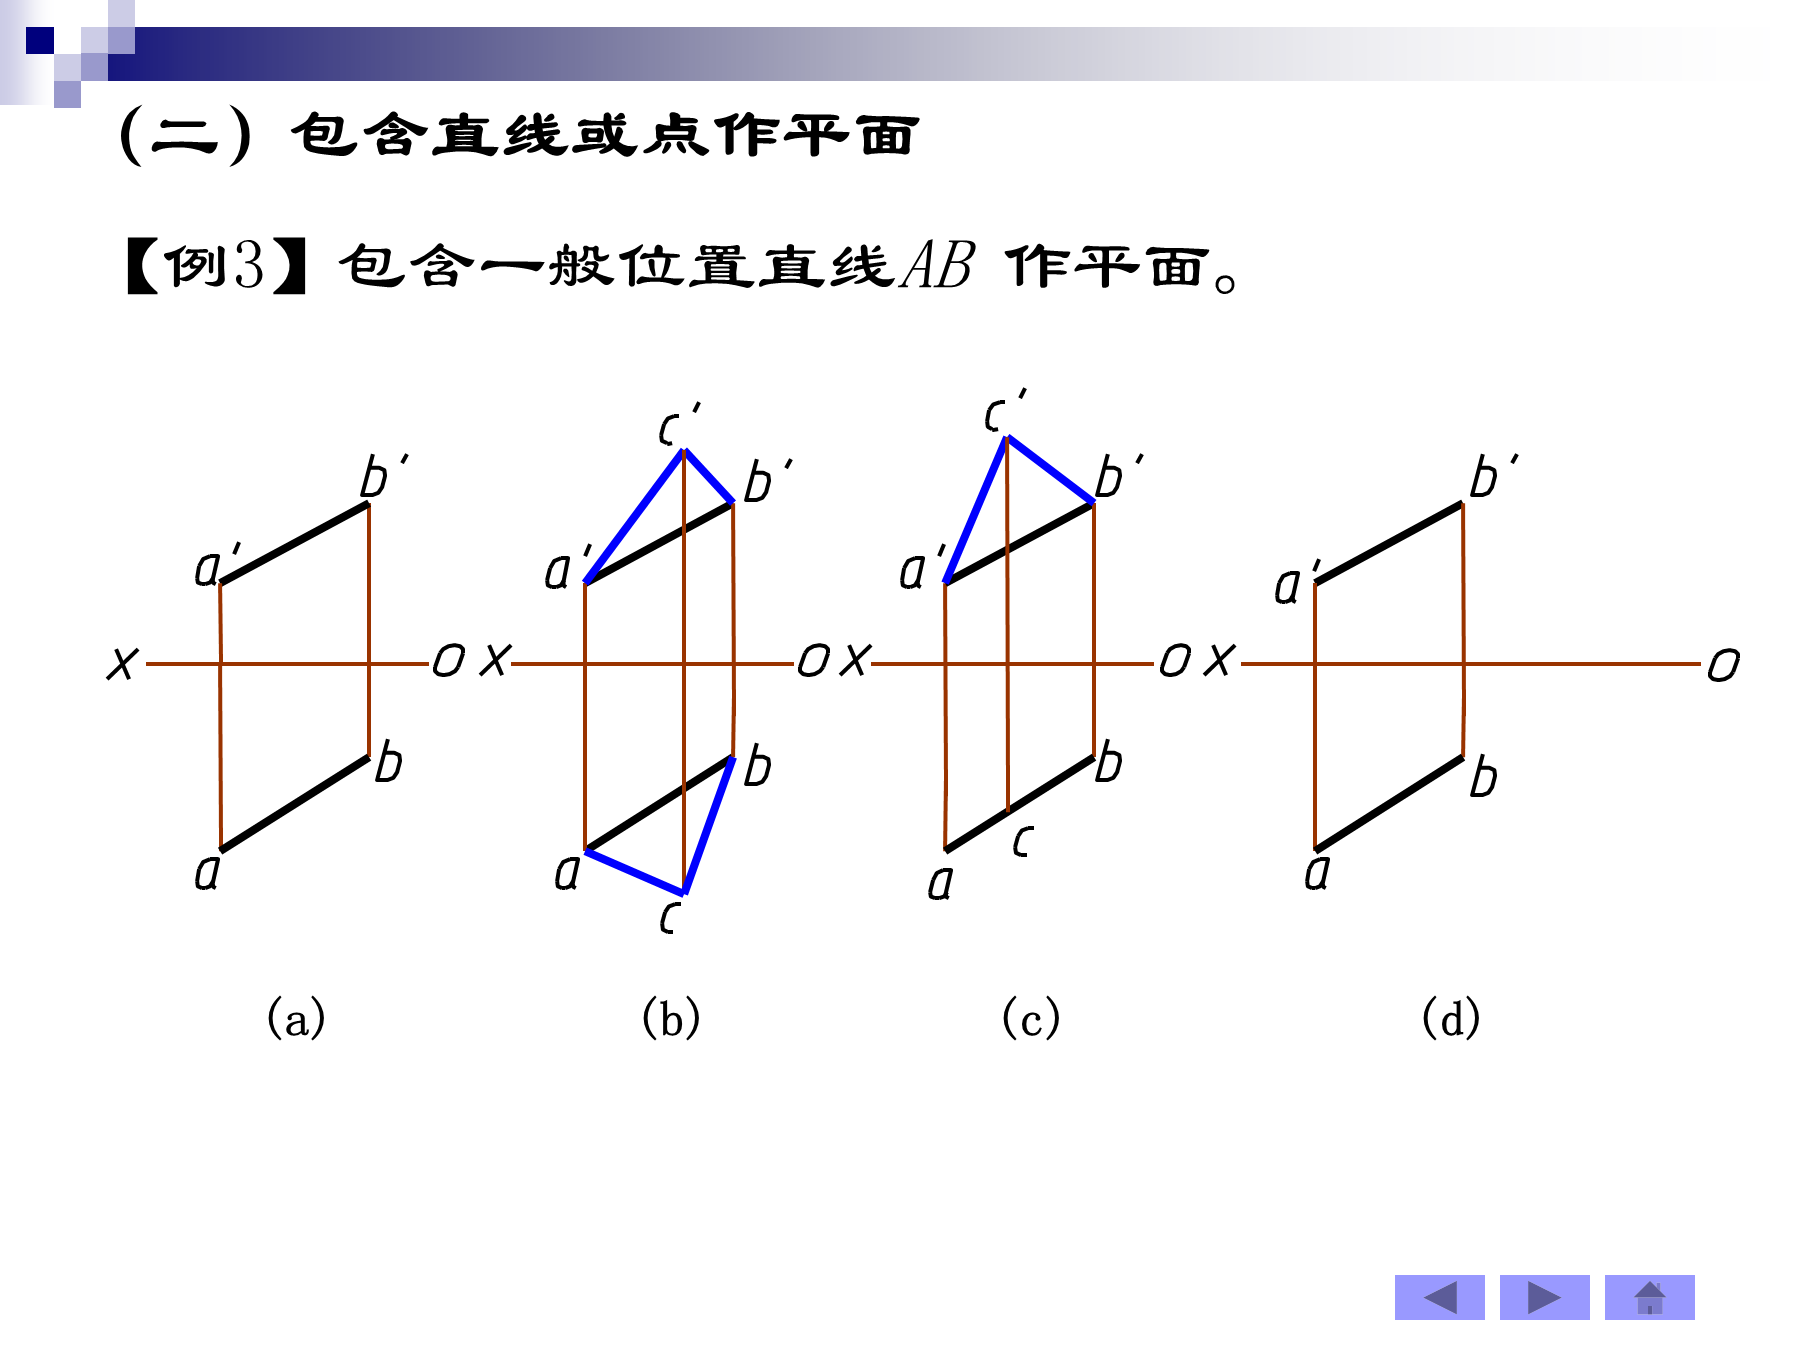 （二）包含直线或点作平面
【例3】包含一般位置直线AB 作平面。
c′ c′
b′ b′ b′ b′
a′ a′ a′ a′
x o x o x o x o
b b b b
c
a a a a
c
(a) (b) (c) (d)